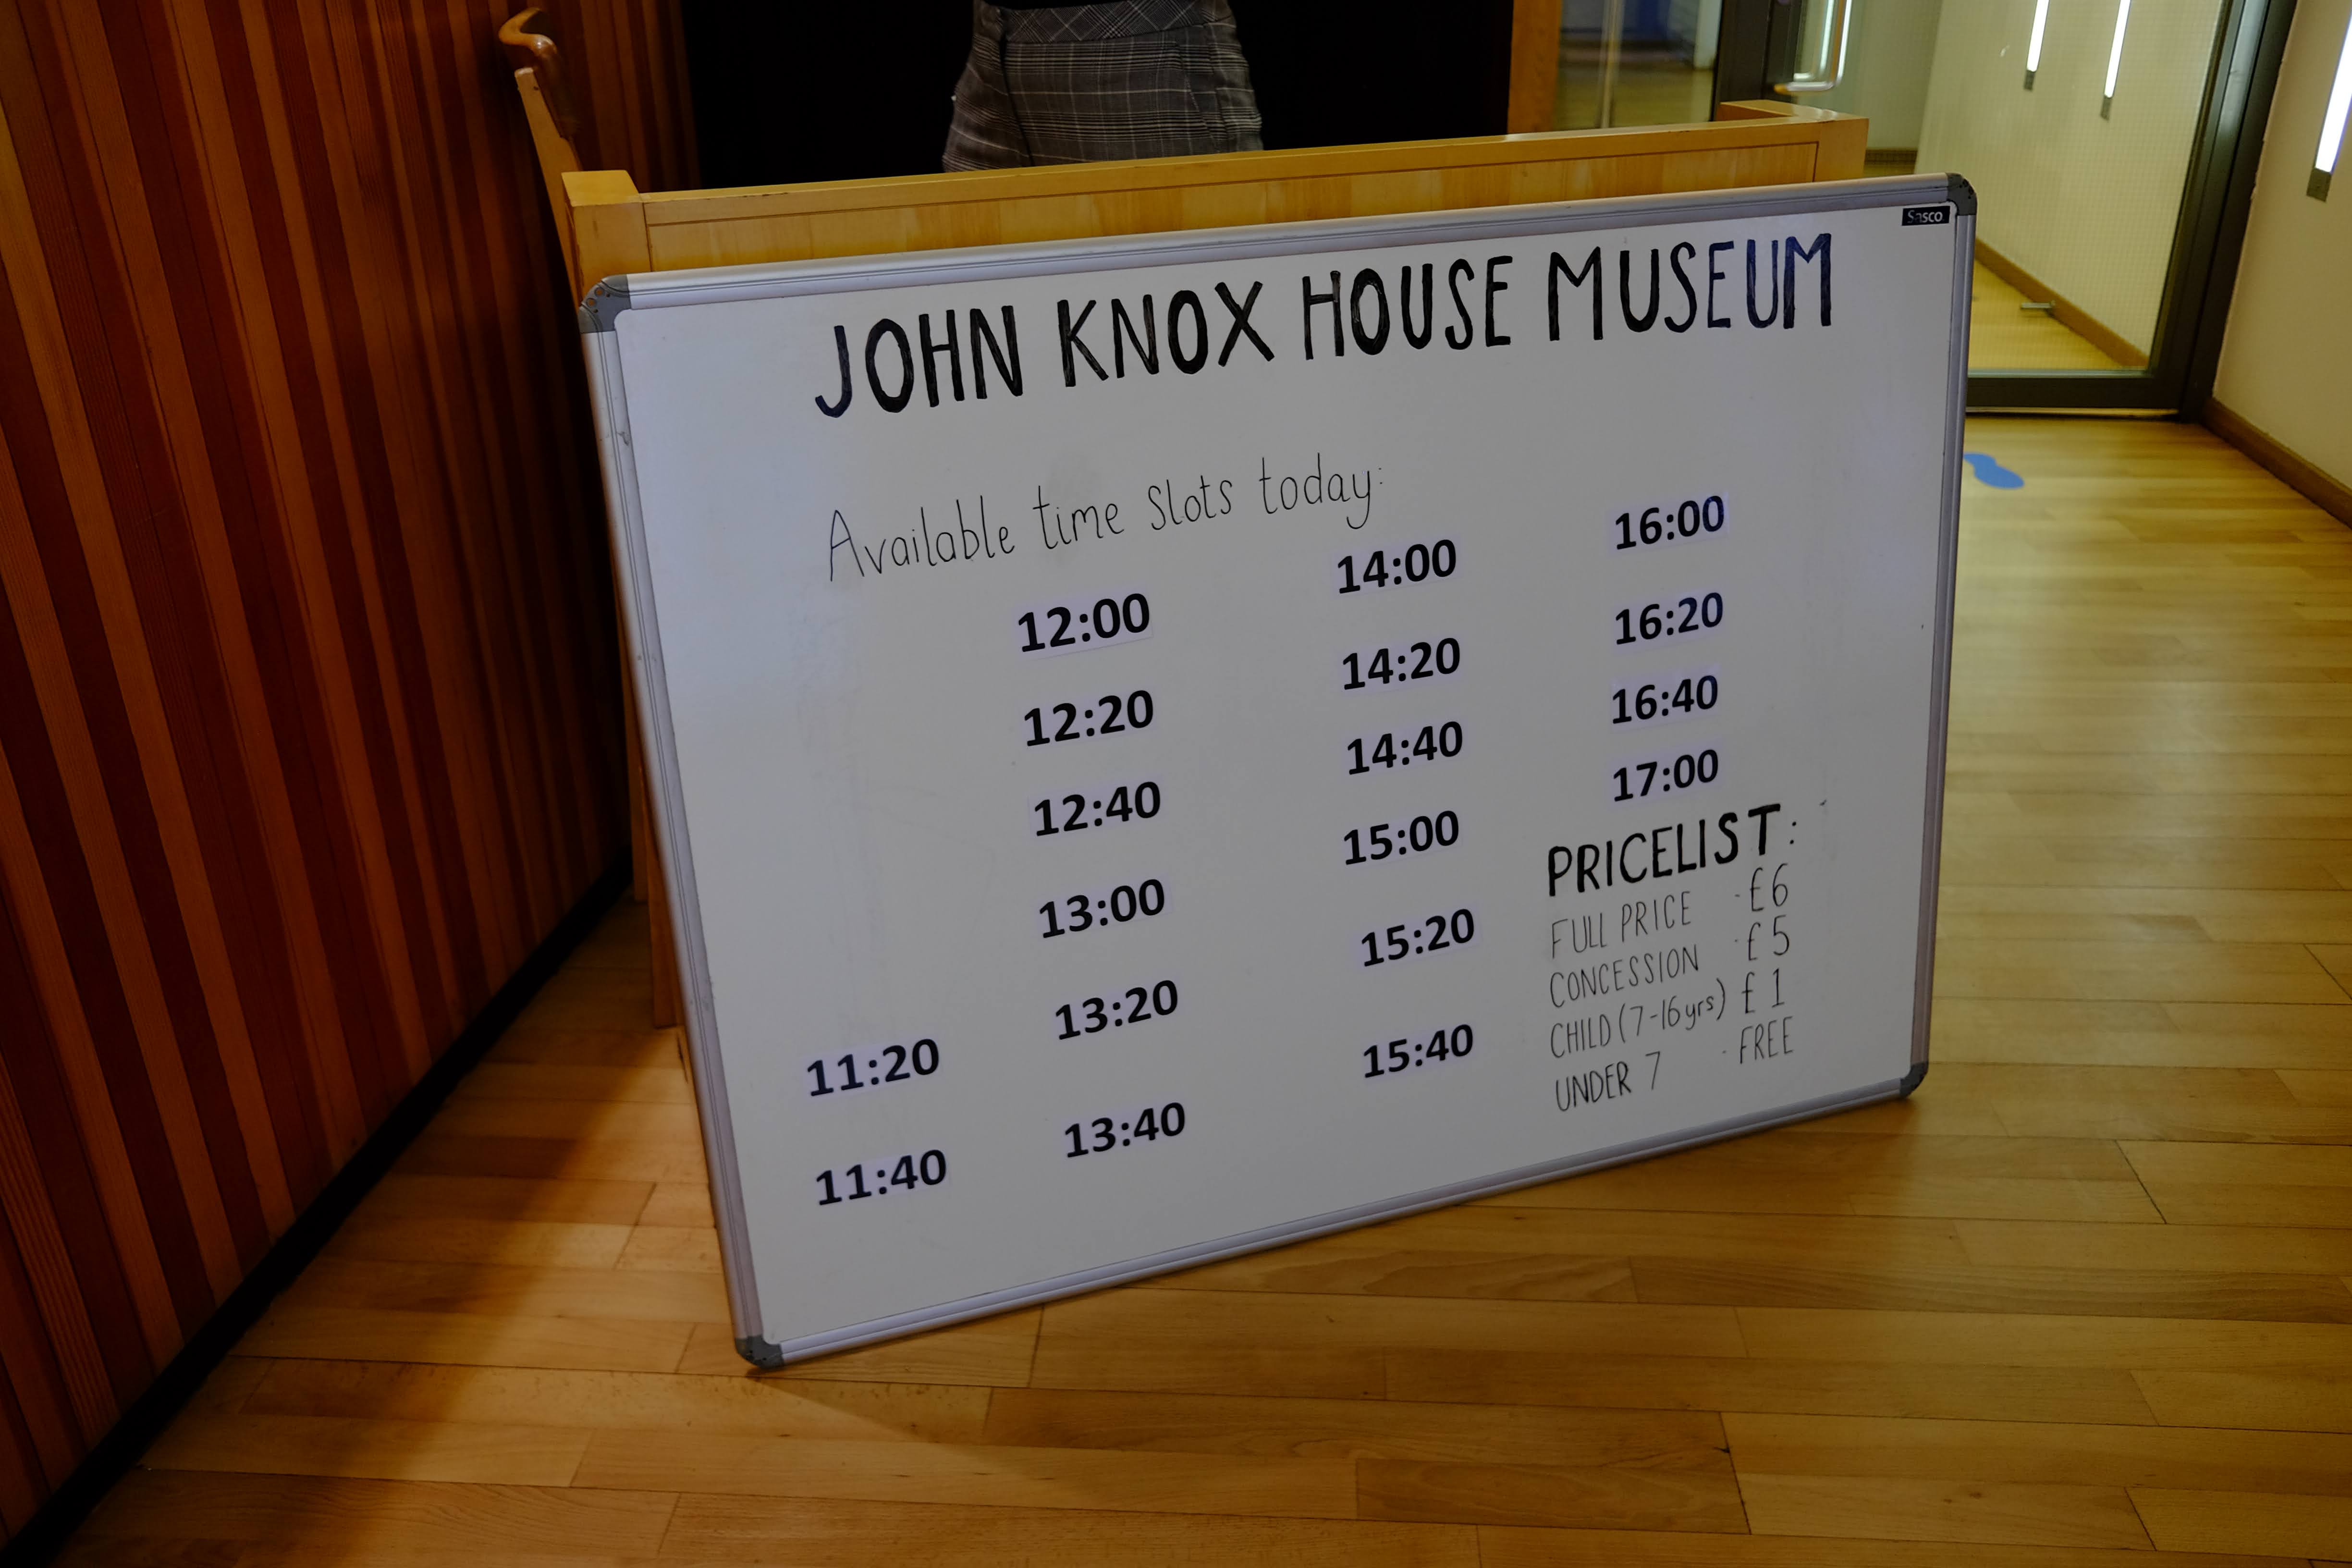 Sasco
JOHN KNOX HOUSE MUSEUM
Available time slots today:
11:20
11:40
12:00
12:20
12:40
13:00
13:20
13:40
14:00
14:20
14:40
15:00
15:20
15:40
16:00
16:20
16:40
17:00
PRICELIST:
FULL PRICE - £6
CONCESSION - £5
CHILD (7-16 yrs) £1
UNDER 7 - FREE